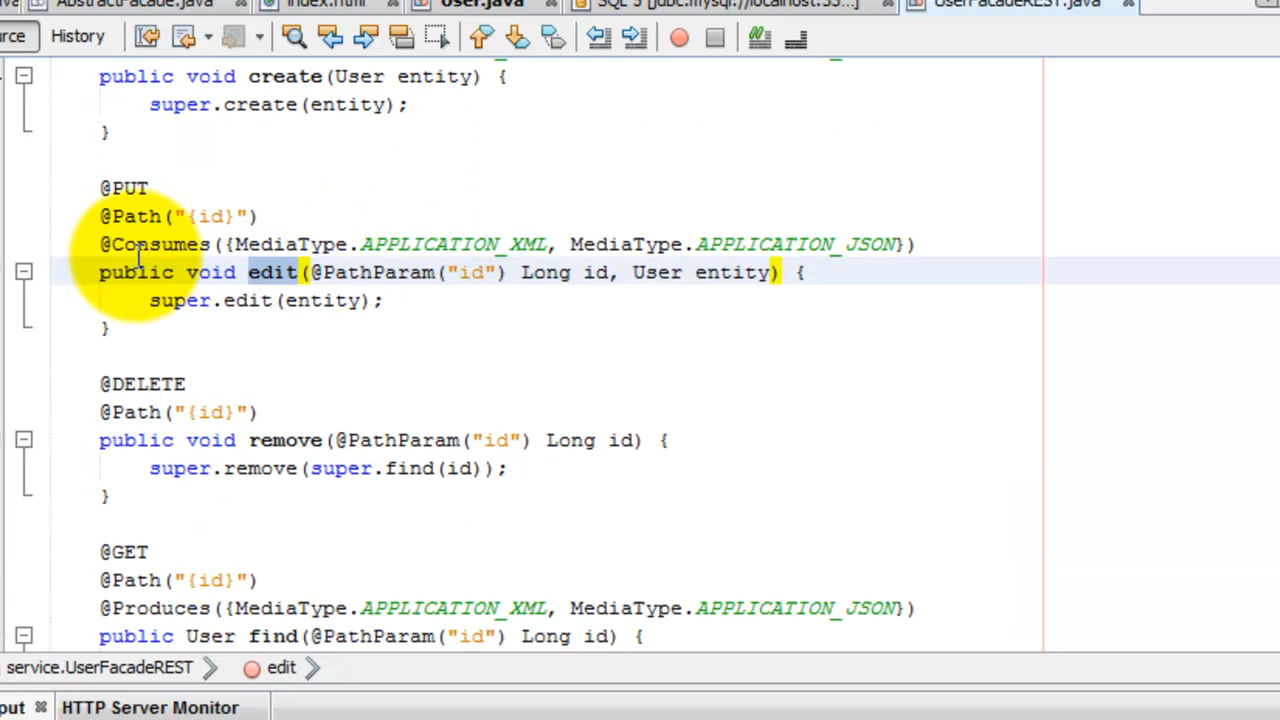 AbstractFacade.java index.html User.java SQL 5 [jdbc:mysql://localhost:33...] UserFacadeREST.java
rce History
public void create(User entity) {
super.create(entity);
}
@PUT
@Path("{id}")
@Consumes({MediaType.APPLICATION_XML, MediaType.APPLICATION_JSON})
public void edit(@PathParam("id") Long id, User entity) {
super.edit(entity);
}
@DELETE
@Path("{id}")
public void remove(@PathParam("id") Long id) {
super.remove(super.find(id));
}
@GET
@Path("{id}")
@Produces({MediaType.APPLICATION_XML, MediaType.APPLICATION_JSON})
public User find(@PathParam("id") Long id) {
service.UserFacadeREST edit
put HTTP Server Monitor